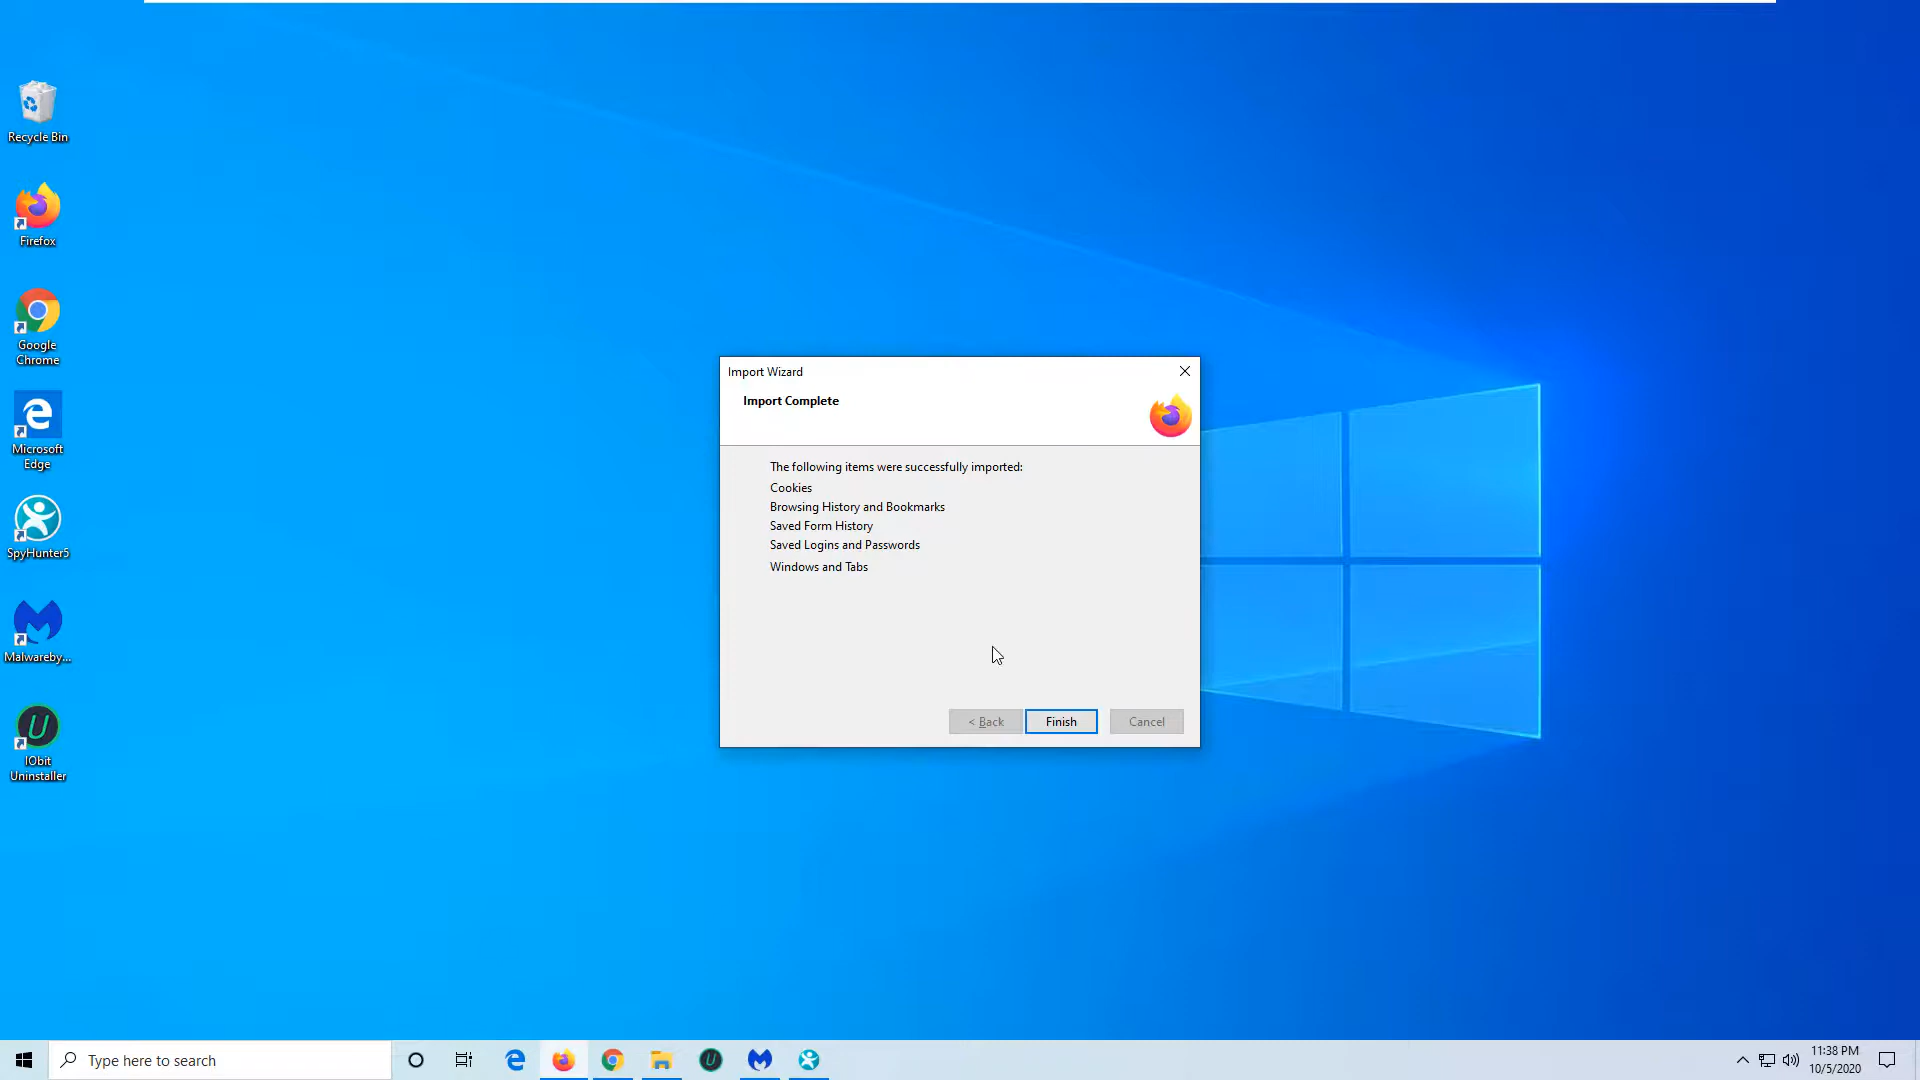 Recycle Bin
Firefox
Google
Chrome
Microsoft
Edge
SpyHunter5
Malwareby...
IObit
Uninstaller
Import Wizard
Import Complete
The following items were successfully imported:
Cookies
Browsing History and Bookmarks
Saved Form History
Saved Logins and Passwords
Windows and Tabs
< Back
Finish
Cancel
Type here to search
11:38 PM
10/5/2020